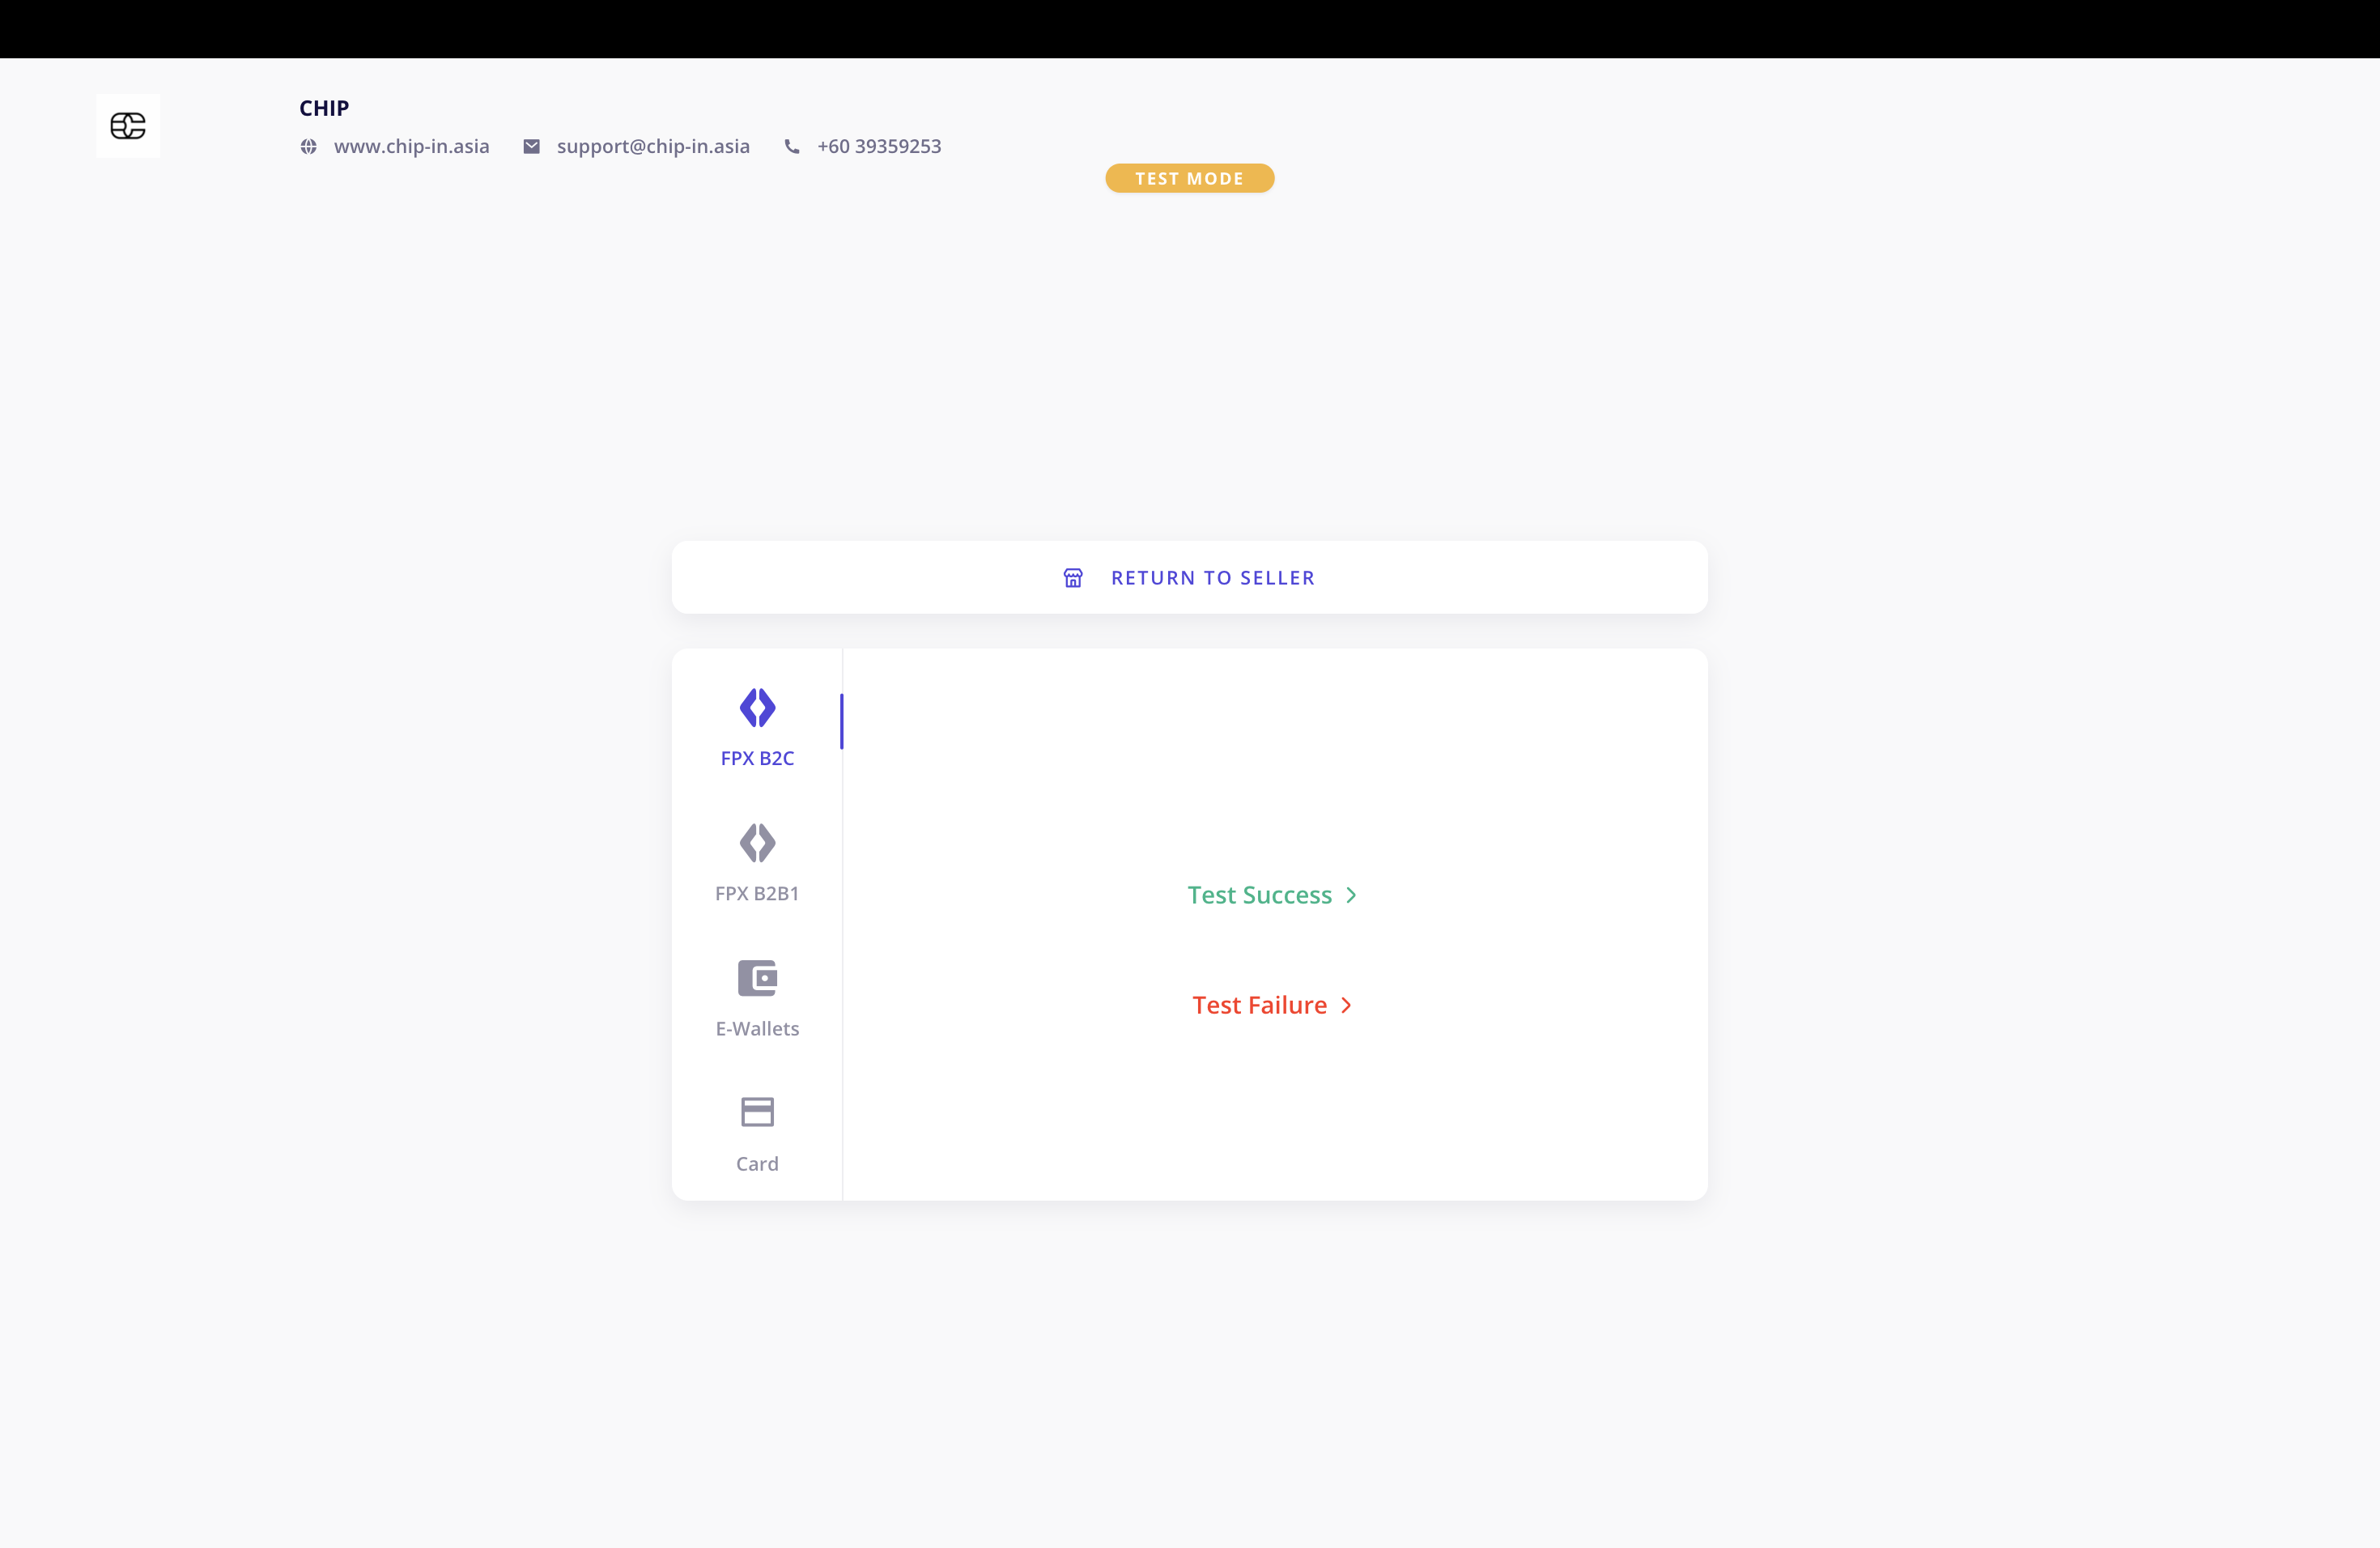 CHIP
www.chip-in.asia support@chip-in.asia +60 39359253
TEST MODE
RETURN TO SELLER
FPX B2C
FPX B2B1
E-Wallets
Card
Test Success
Test Failure